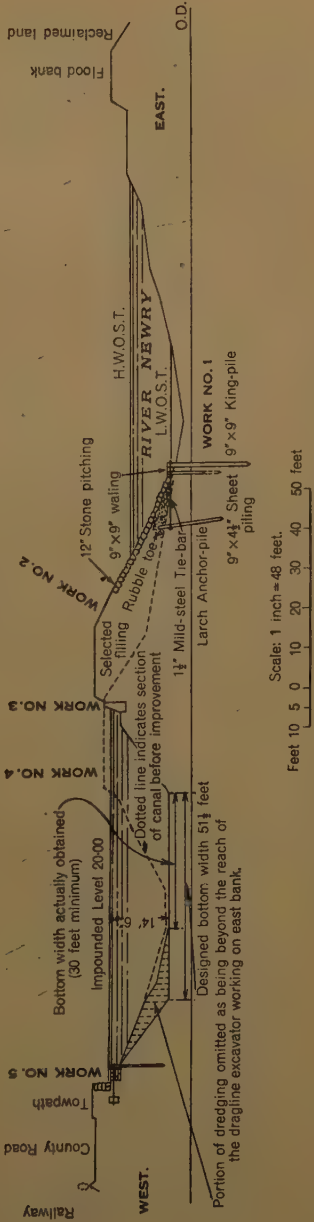 Railway
County Road
Towpath
WORK NO. 5
WEST.
Bottom width actually obtained
(30 feet minimum)
Impounded Level 20·00
14'
6"
WORK NO. 4
WORK NO. 3
WORK NO. 2
Selected
filling
Dotted line indicates section
of canal before improvement
Designed bottom width 51½ feet
Portion of dredging omitted as being beyond the reach of
the dragline excavator working on east bank.
12" Stone pitching
9"×9" waling
Rubble toe
1½" Mild-steel Tie-bar
Larch Anchor-pile
9"×4½" Sheet
piling
9"×9" King-pile
WORK NO. 1
H.W.O.S.T.
RIVER NEWRY
L.W.O.S.T.
EAST.
Flood bank
Reclaimed land
O.D.
Scale: 1 inch = 48 feet.
Feet 10 5 0 10 20 30 40 50 feet